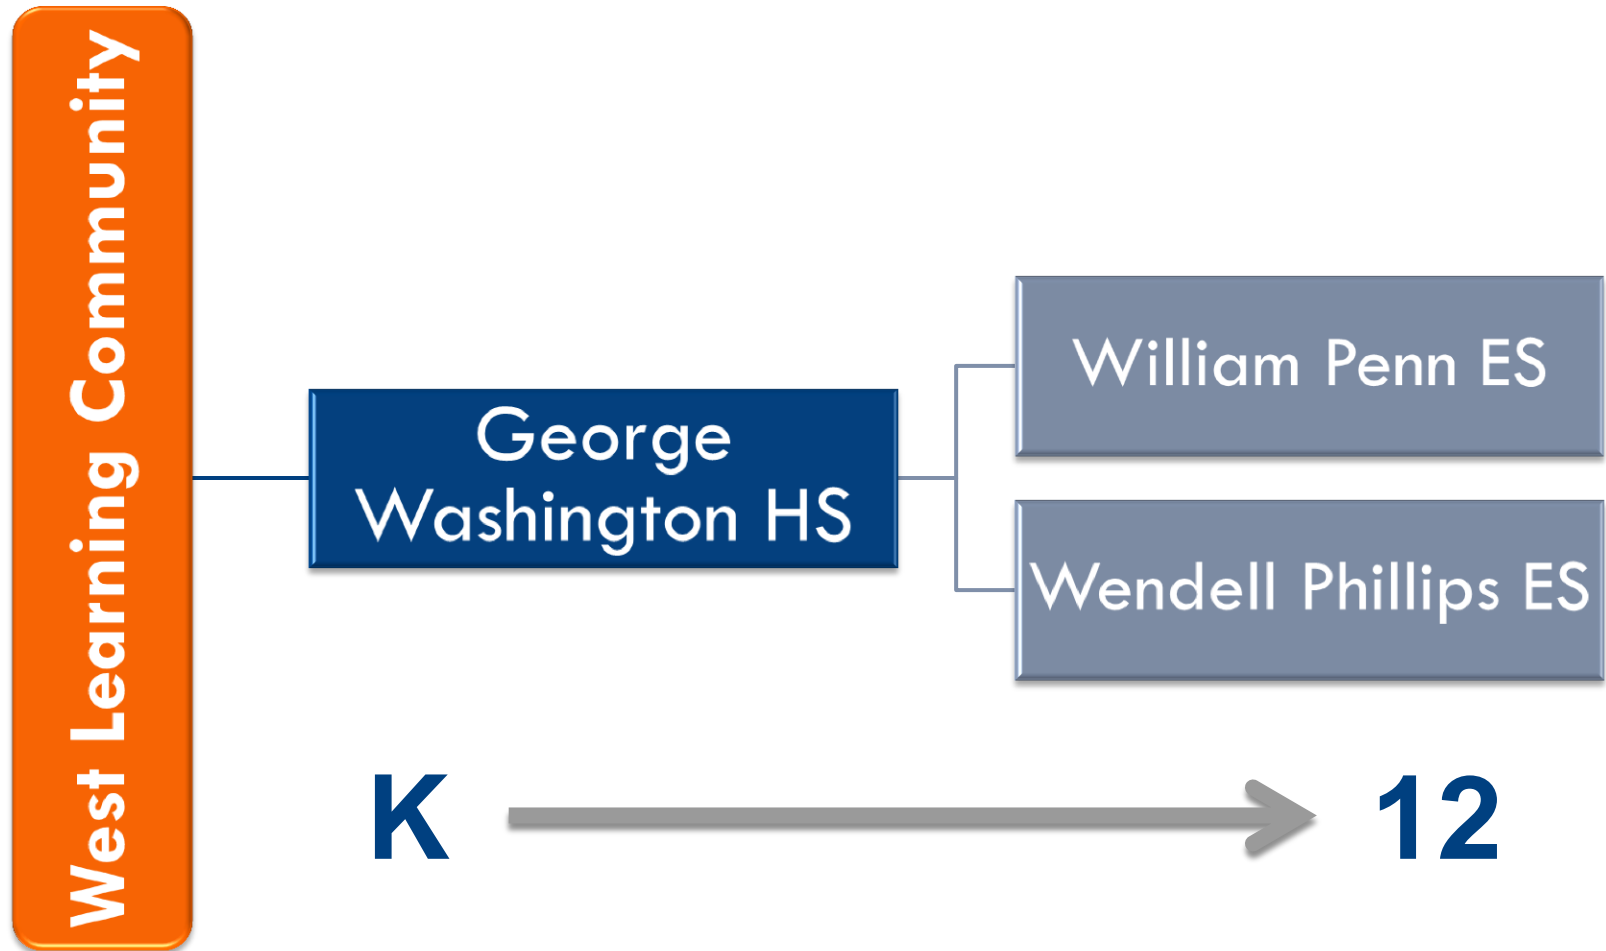 West Learning Community
George
Washington HS
William Penn ES
Wendell Phillips ES
K
12